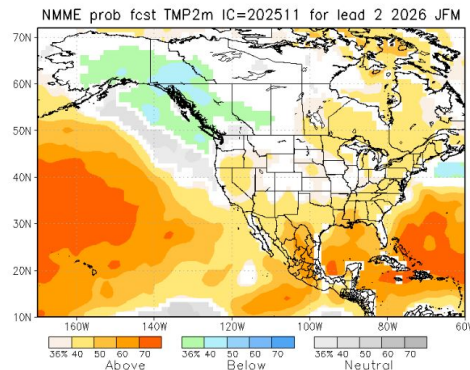 NMME prob fcst TMP2m IC=202511 for lead 2 2026 JFM
70N
60N
50N
40N
30N
20N
10N
160W 140W 120W 100W 80W 60W
36% 40 50 60 70 36% 40 50 60 70 36% 40 50 60 70
Above Below Neutral